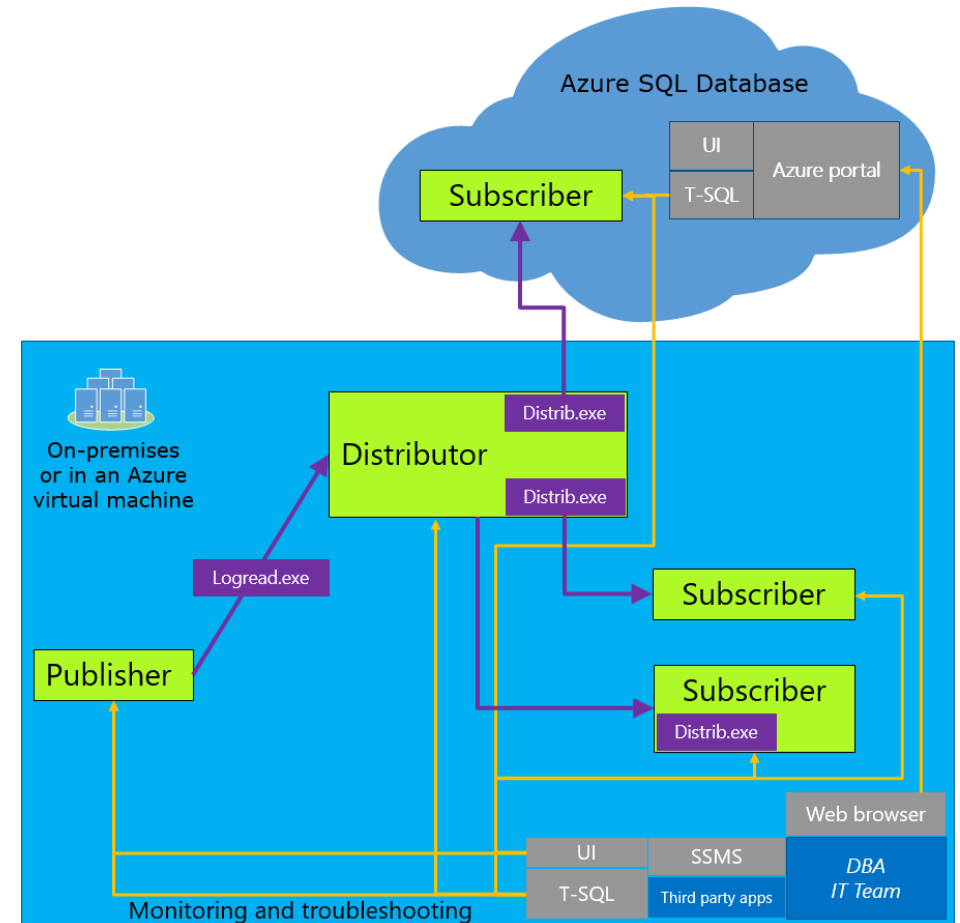 Azure SQL Database
UI
Azure portal
T-SQL
Subscriber
On-premises
or in an Azure
virtual machine
Distrib.exe
Distributor
Distrib.exe
Logread.exe
Subscriber
Publisher
Subscriber
Distrib.exe
Web browser
UI
SSMS
DBA
IT Team
T-SQL
Third party apps
Monitoring and troubleshooting